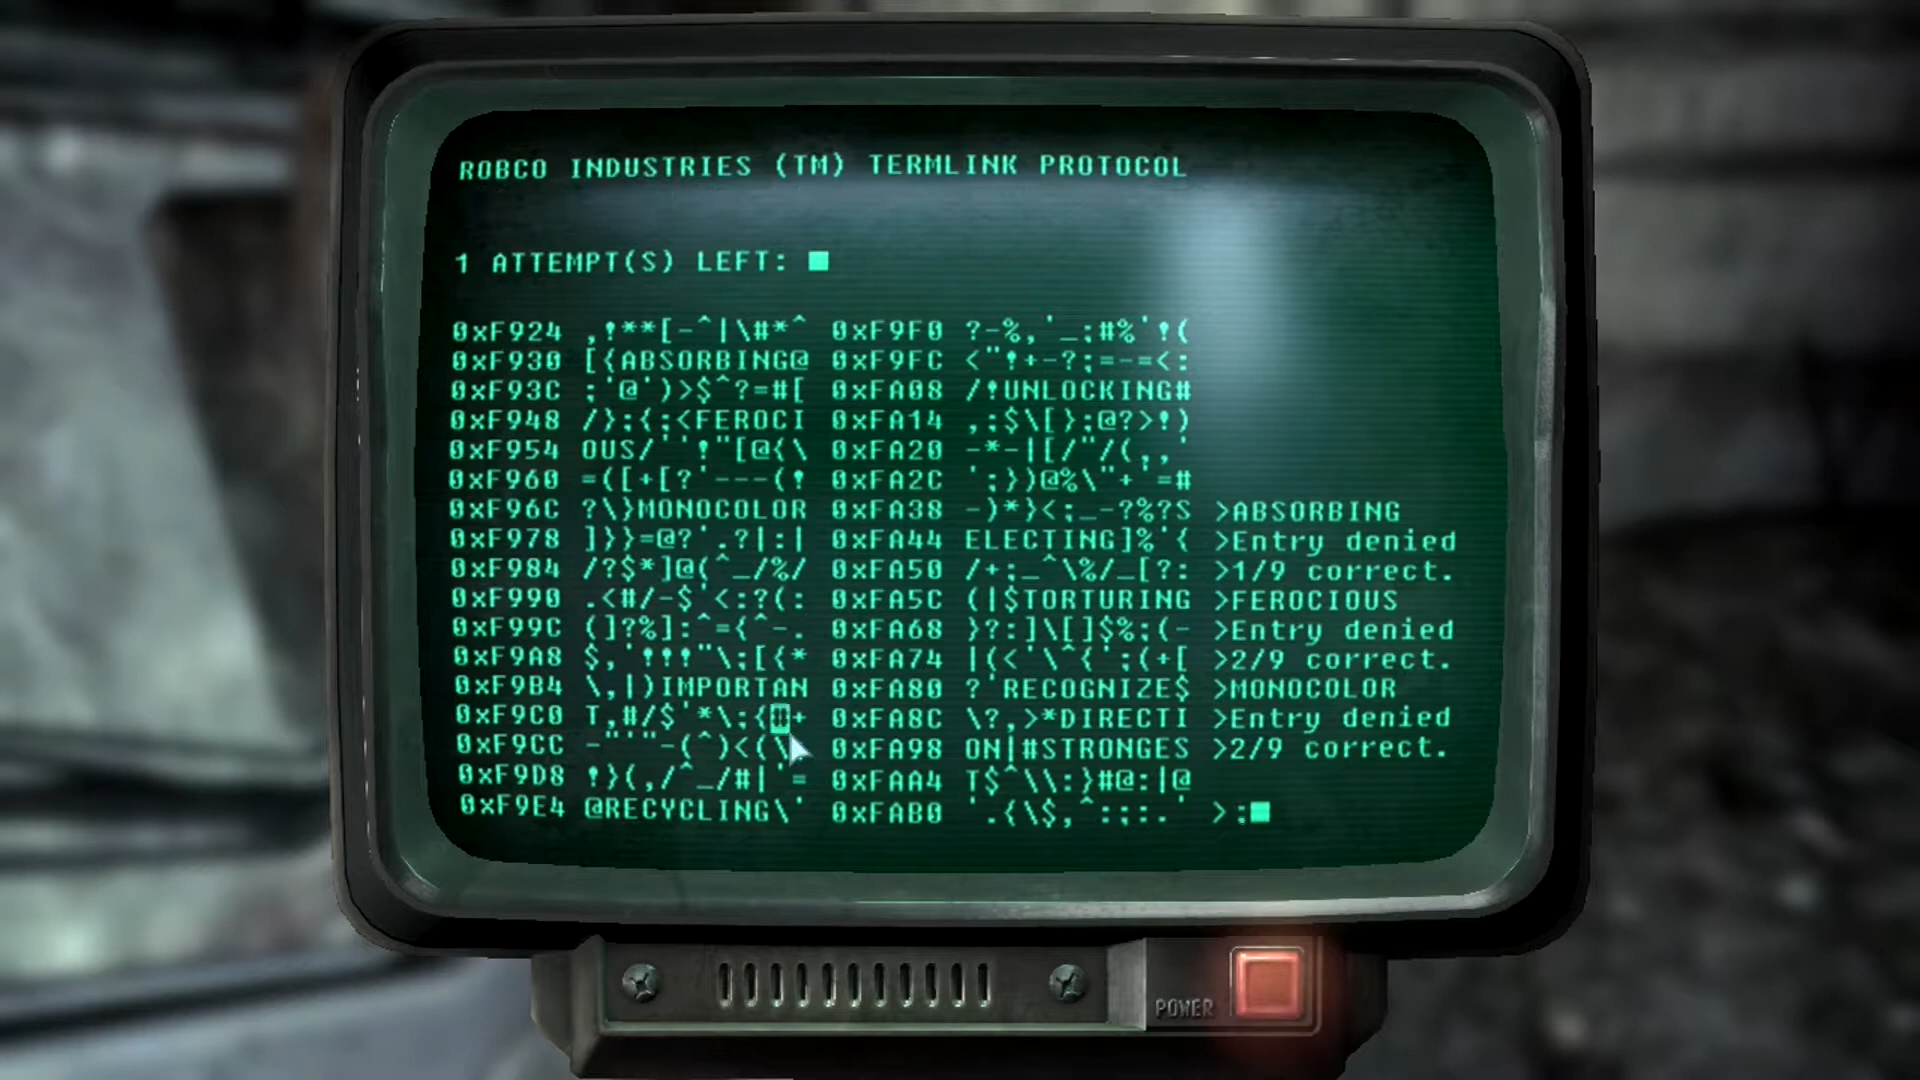 ROBCO INDUSTRIES (TM) TERMLINK PROTOCOL
1 ATTEMPT(S) LEFT: ■
0xF924 ,!**[-^|\#*^ 0xF9F0 ?-%,'_;#%'!(
0xF930 [{ABSORBING@ 0xF9FC <"!+-?;=-=<:
0xF93C ;'@')>$^?=#[ 0xFA08 /!UNLOCKING#
0xF948 /};{;<FEROCI 0xFA14 ,:$\[};@?>!)
0xF954 OUS/''!"[@{\ 0xFA20 -*-|[/"/(,,'
0xF960 =([+[?'---(! 0xFA2C ';})@%\"+'=#
0xF96C ?\}MONOCOLOR 0xFA38 -)*}<;_-?%?S >ABSORBING
0xF978 ]}}=@?'.?|:| 0xFA44 ELECTING]%'{ >Entry denied
0xF984 /?$*]@(^_/%/ 0xFA50 /+;_^\%/_[?: >1/9 correct.
0xF990 .<#/-$'<:?(: 0xFA5C (|$TORTURING >FEROCIOUS
0xF99C (]?%]:^={^-. 0xFA68 }?:]\[]$%;(- >Entry denied
0xF9A8 $,'!!!"\;[{* 0xFA74 |(<'\^{';(+[ >2/9 correct.
0xF9B4 \,|)IMPORTAN 0xFA80 ?'RECOGNIZE$ >MONOCOLOR
0xF9C0 T,#/$'*\;{#+ 0xFA8C \?,>*DIRECTI >Entry denied
0xF9CC -"'"-(^)<(\ 0xFA98 ON|#STRONGES >2/9 correct.
0xF9D8 !}(,/^_/#|'= 0xFAA4 T$^\\:}#@:|@
0xF9E4 @RECYCLING\' 0xFAB0 '.{\$,^:;:.' >;■
POWER